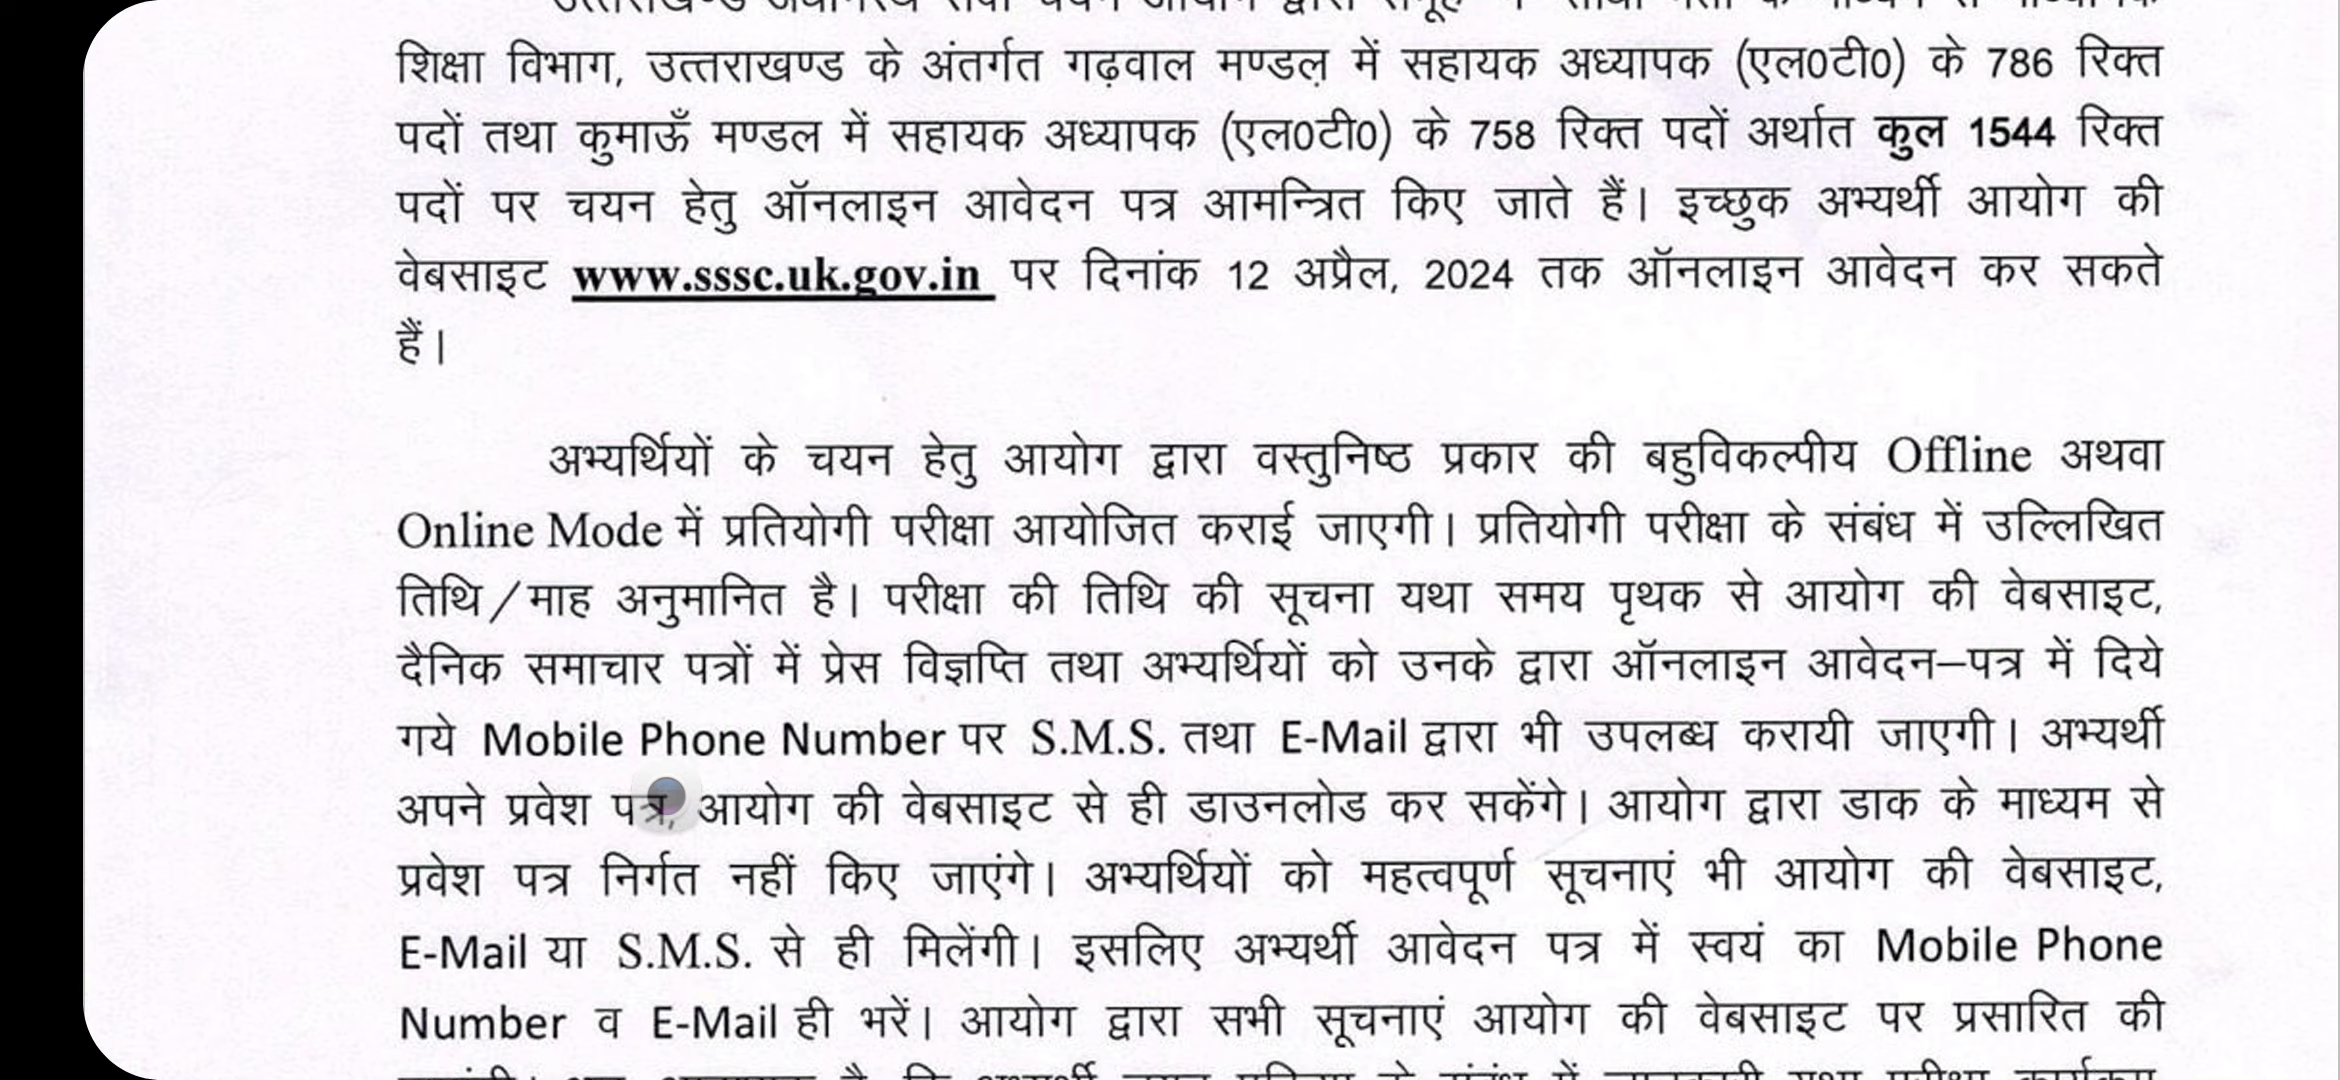 शिक्षा विभाग, उत्तराखण्ड के अंतर्गत गढ़वाल मण्डल में सहायक अध्यापक (एल0टी0) के 786 रिक्त
पदों तथा कुमाऊँ मण्डल में सहायक अध्यापक (एल0टी0) के 758 रिक्त पदों अर्थात कुल 1544 रिक्त
पदों पर चयन हेतु ऑनलाइन आवेदन पत्र आमन्त्रित किए जाते हैं। इच्छुक अभ्यर्थी आयोग की
वेबसाइट www.sssc.uk.gov.in पर दिनांक 12 अप्रैल, 2024 तक ऑनलाइन आवेदन कर सकते
हैं।
अभ्यर्थियों के चयन हेतु आयोग द्वारा वस्तुनिष्ठ प्रकार की बहुविकल्पीय Offline अथवा
Online Mode में प्रतियोगी परीक्षा आयोजित कराई जाएगी। प्रतियोगी परीक्षा के संबंध में उल्लिखित
तिथि/माह अनुमानित है। परीक्षा की तिथि की सूचना यथा समय पृथक से आयोग की वेबसाइट,
दैनिक समाचार पत्रों में प्रेस विज्ञप्ति तथा अभ्यर्थियों को उनके द्वारा ऑनलाइन आवेदन–पत्र में दिये
गये Mobile Phone Number पर S.M.S. तथा E-Mail द्वारा भी उपलब्ध करायी जाएगी। अभ्यर्थी
अपने प्रवेश पत्र, आयोग की वेबसाइट से ही डाउनलोड कर सकेंगे। आयोग द्वारा डाक के माध्यम से
प्रवेश पत्र निर्गत नहीं किए जाएंगे। अभ्यर्थियों को महत्वपूर्ण सूचनाएं भी आयोग की वेबसाइट,
E-Mail या S.M.S. से ही मिलेंगी। इसलिए अभ्यर्थी आवेदन पत्र में स्वयं का Mobile Phone
Number व E-Mail ही भरें। आयोग द्वारा सभी सूचनाएं आयोग की वेबसाइट पर प्रसारित की